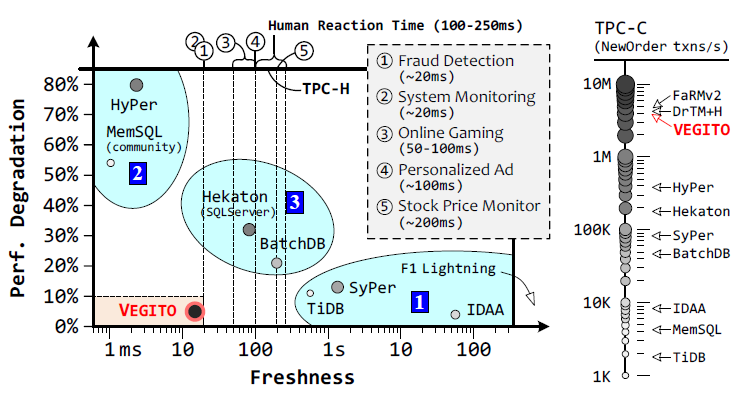 Human Reaction Time (100-250ms)
② ① ③ ④ ⑤
TPC-H
Perf. Degradation
80%
70%
60%
50%
40%
30%
20%
10%
0%
HyPer
MemSQL
(community)
2
Hekaton
(SQLServer)
3
BatchDB
F1 Lightning
SyPer
TiDB
1
IDAA
VEGITO
1ms 10 100 1s 10 100
Freshness
① Fraud Detection
(~20ms)
② System Monitoring
(~20ms)
③ Online Gaming
(50-100ms)
④ Personalized Ad
(~100ms)
⑤ Stock Price Monitor
(~200ms)
TPC-C
(NewOrder txns/s)
10M
1M
100K
10K
1K
FaRMv2
DrTM+H
VEGITO
HyPer
Hekaton
SyPer
BatchDB
IDAA
MemSQL
TiDB